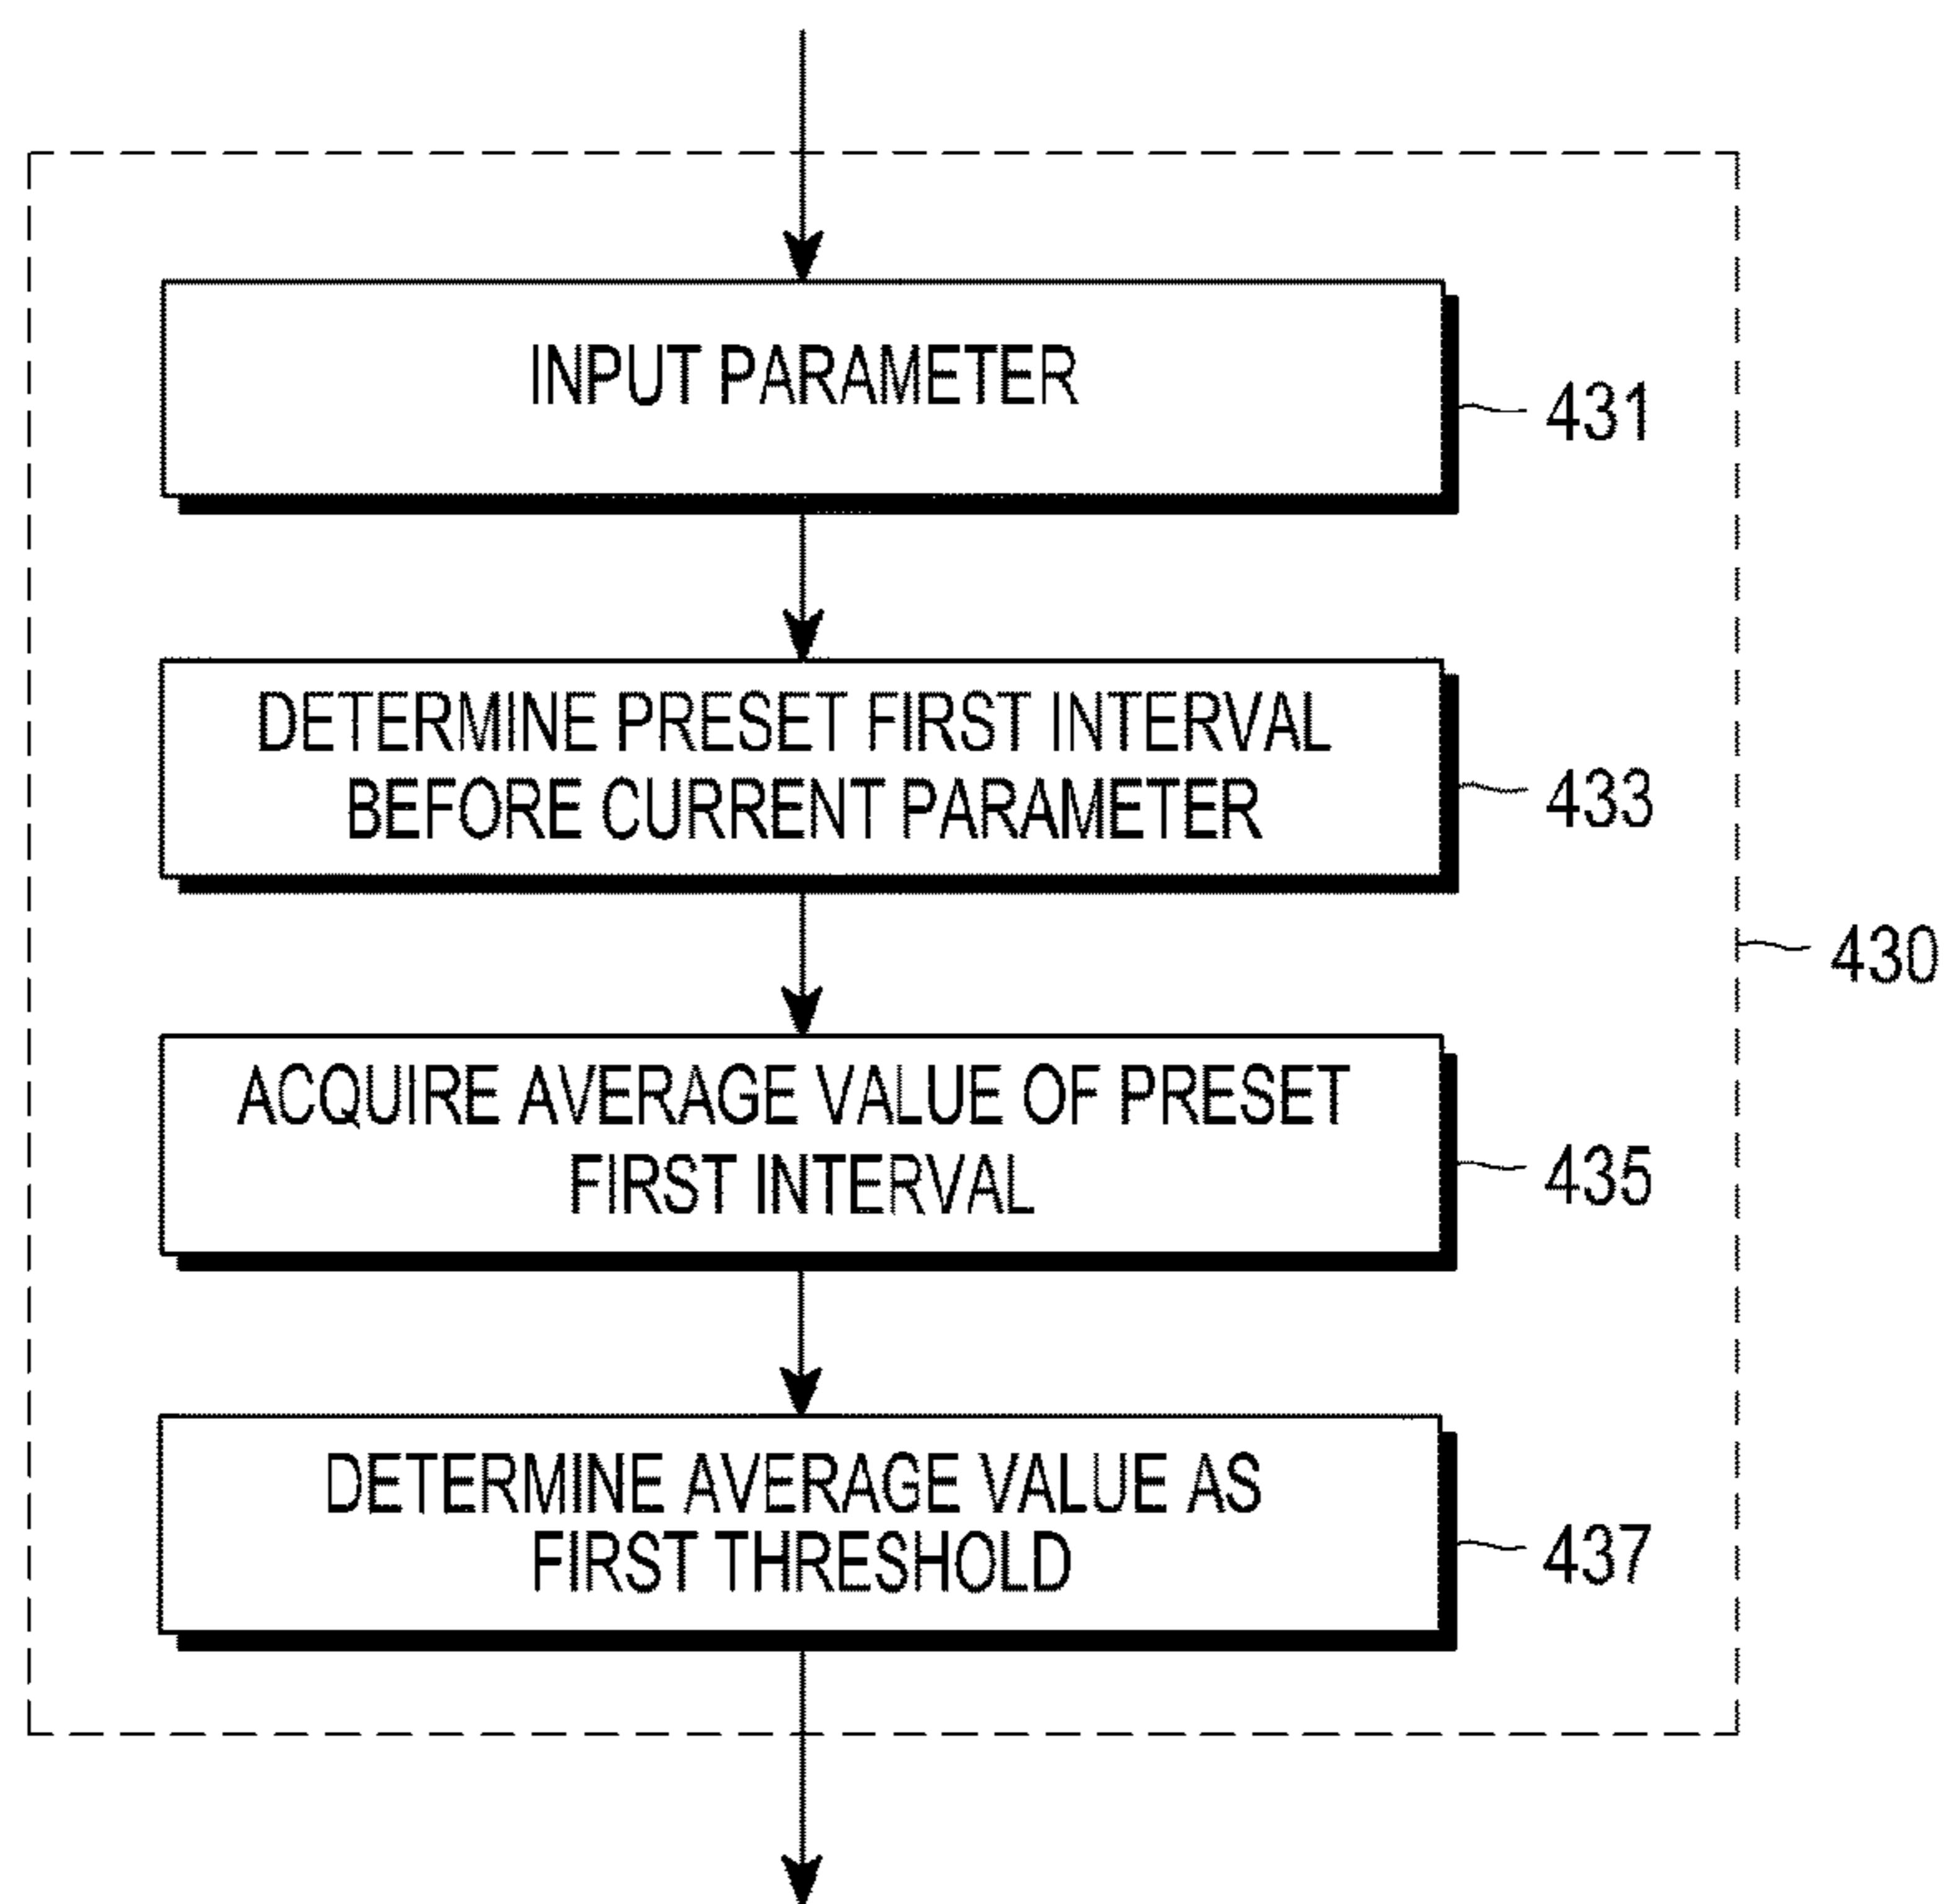 INPUT PARAMETER
431
DETERMINE PRESET FIRST INTERVAL
BEFORE CURRENT PARAMETER
433
430
ACQUIRE AVERAGE VALUE OF PRESET
FIRST INTERVAL
435
DETERMINE AVERAGE VALUE AS
FIRST THRESHOLD
437